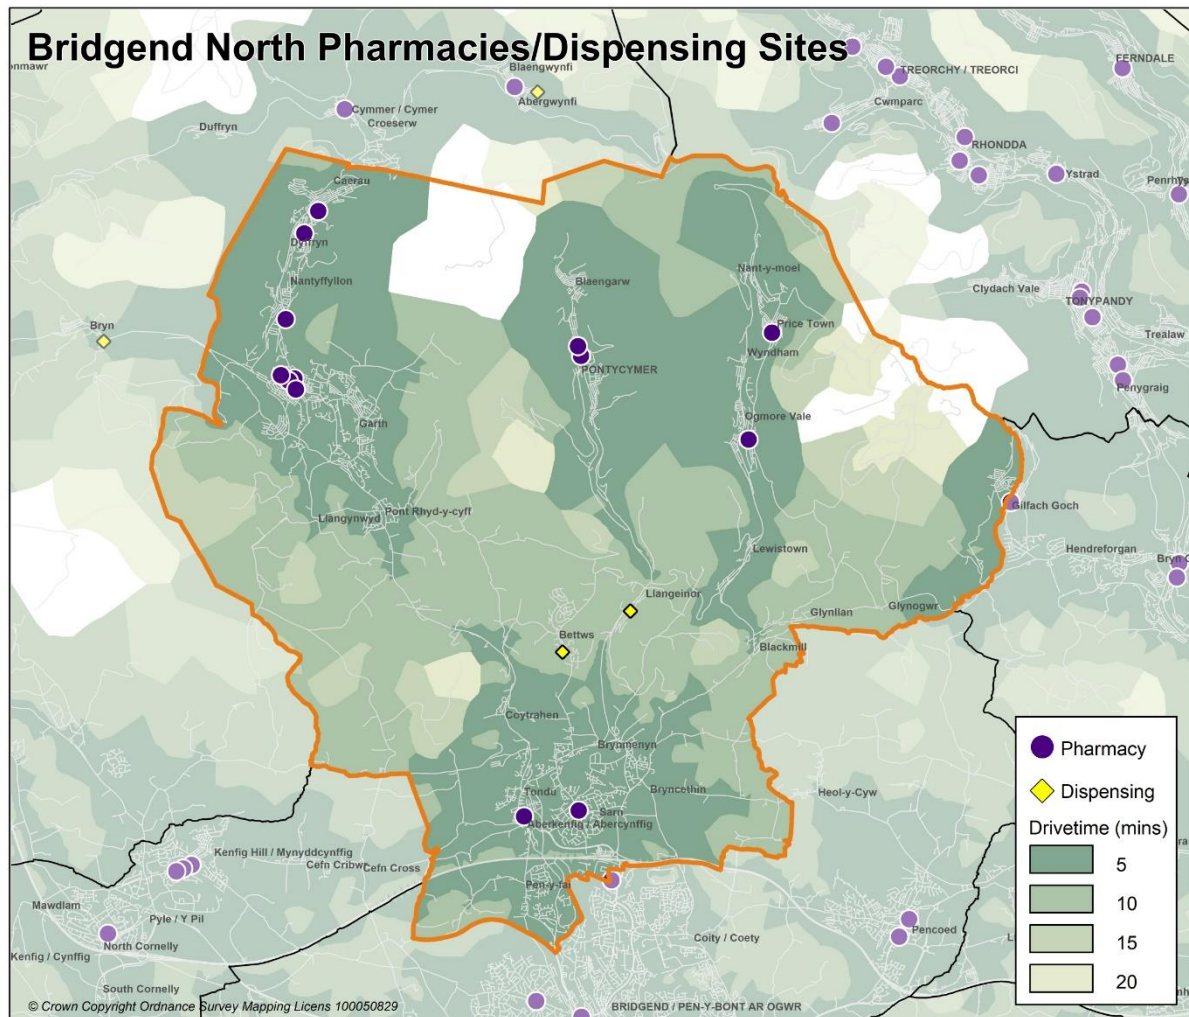 Bridgend North Pharmacies/Dispensing Sites
Blaengwynfi
Abergwynfi
TREORCHY / TREORCI
FERNDALE
Cwmparc
Cymmer / Cymer
Croeserw
Duffryn
RHONDDA
Ystrad
Caerau
Dyffryn
Nantyffyllon
Blaengarw
Nant-y-moel
Clydach Vale
TONYPANDY
Bryn
Price Town
Trealaw
Wyndham
PONTYCYMER
Penygraig
Garth
Ogmore Vale
Llangynwyd
Pont Rhyd-y-cyff
Gilfach Goch
Lewistown
Hendreforgan
Llangeinor
Glynllan
Glynogwr
Bettws
Blackmill
Coytrahen
Brynmenyn
Tondu
Sarn
Bryncethin
Heol-y-Cyw
Aberkenfig / Abercynffig
Kenfig Hill / Mynyddcynffig
Cefn Cribwr
Cefn Cross
Pen-y-fai
Mawdlam
Pyle / Y Pil
North Cornelly
Kenfig / Cynffig
South Cornelly
Coity / Coety
Pencoed
BRIDGEND / PEN-Y-BONT AR OGWR
Pharmacy
Dispensing
Drivetime (mins)
5
10
15
20
© Crown Copyright Ordnance Survey Mapping Licens 100050829